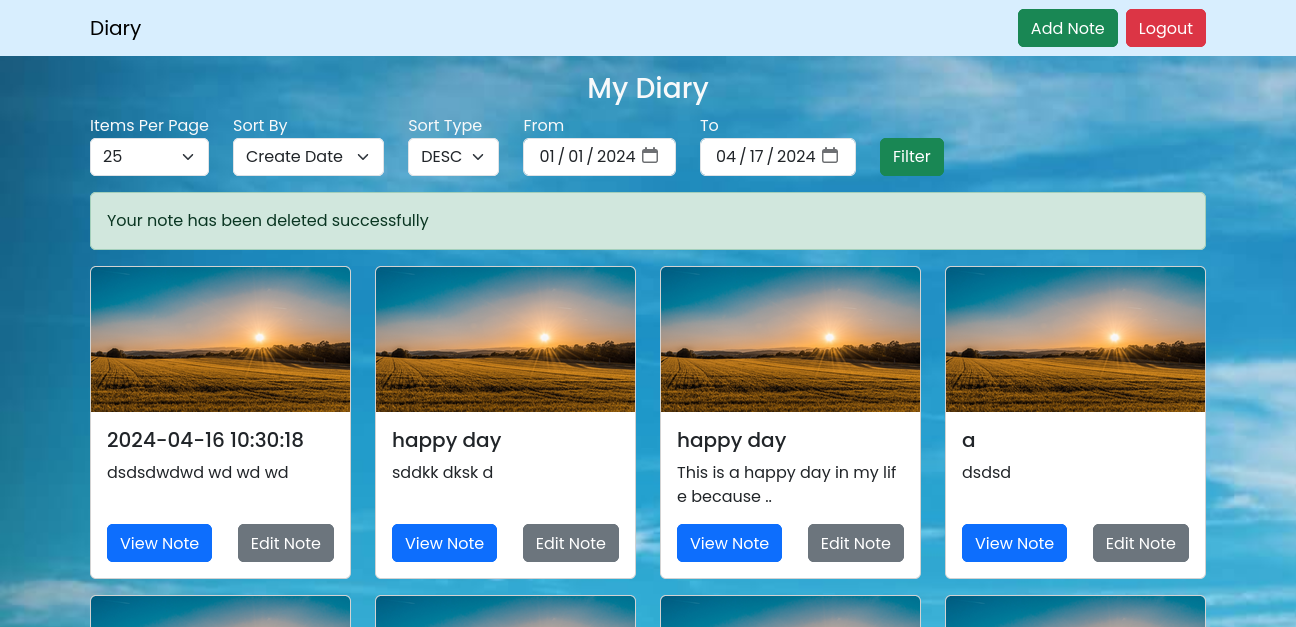 Diary Add Note Logout
My Diary
Items Per Page Sort By Sort Type From To
25 Create Date DESC 01/01/2024 04/17/2024 Filter
Your note has been deleted successfully
2024-04-16 10:30:18
dsdsdwdwd wd wd wd
View Note Edit Note
happy day
sddkk dksk d
View Note Edit Note
happy day
This is a happy day in my lif
e because ..
View Note Edit Note
a
dsdsd
View Note Edit Note